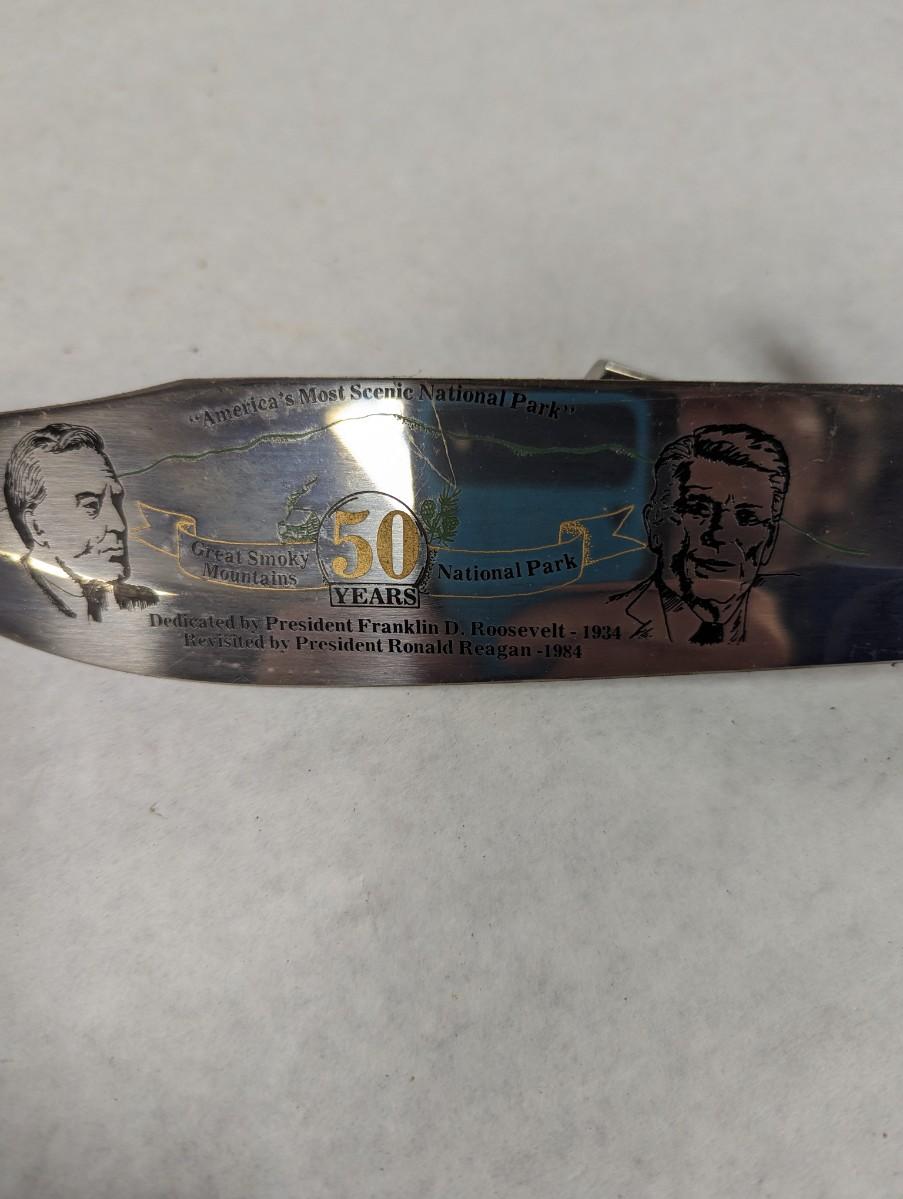 "America's Most Scenic National Park"
Great Smoky
Mountains
50
YEARS
National Park
Dedicated by President Franklin D. Roosevelt - 1934
Revisited by President Ronald Reagan -1984